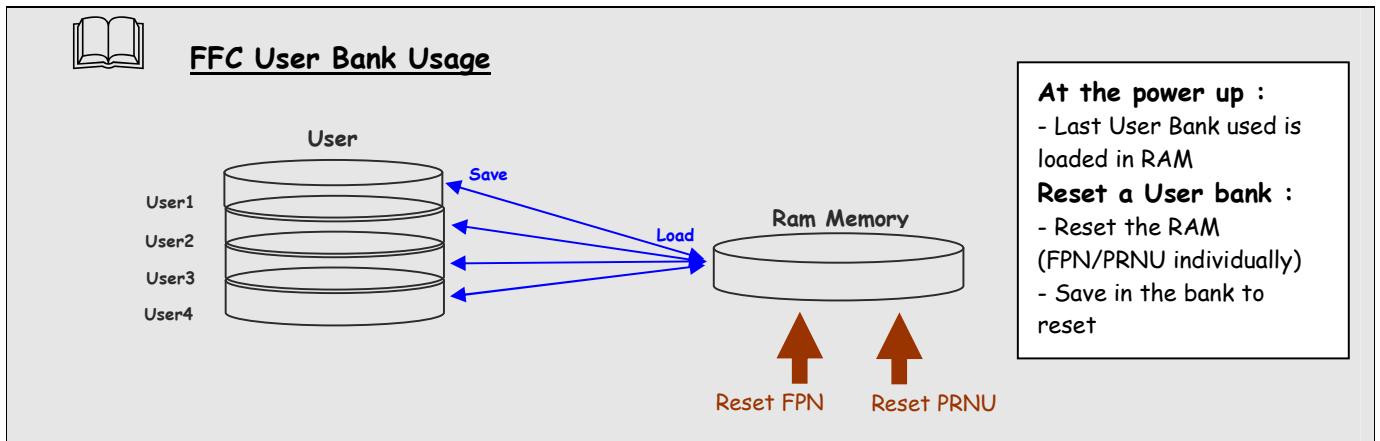 FFC User Bank Usage
User
User1
User2
User3
User4
Save
Load
Ram Memory
Reset FPN
Reset PRNU
At the power up :
- Last User Bank used is
loaded in RAM
Reset a User bank :
- Reset the RAM
(FPN/PRNU individually)
- Save in the bank to
reset